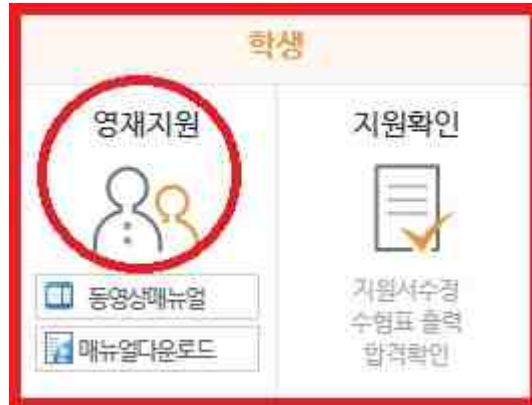 학생
영재지원
지원확인
동영상매뉴얼
매뉴얼다운로드
지원서수정
수험표 출력
합격확인